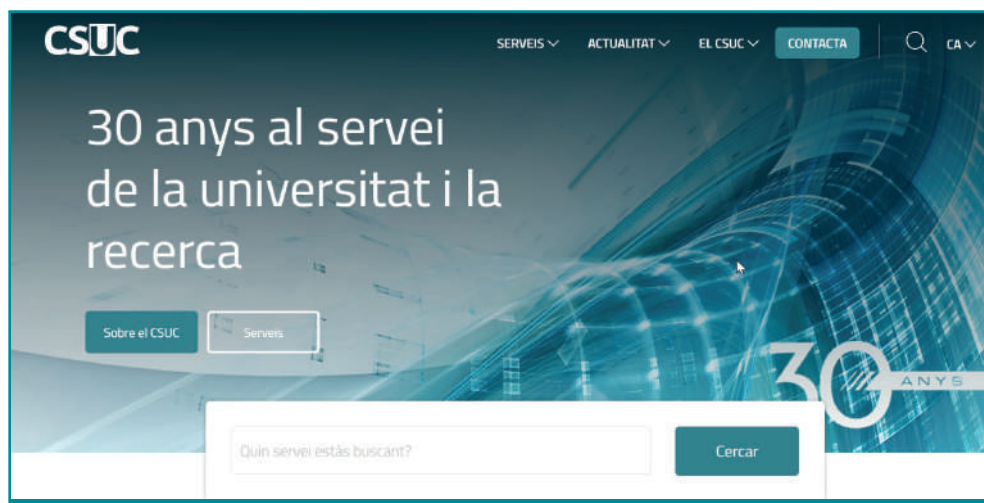 CSUC
SERVEIS
ACTUALITAT
EL CSUC
CONTACTA
CA
30 anys al servei
de la universitat i la
recerca
Sobre el CSUC
Serveis
30 ANYS
Quin servei estàs buscant?
Cercar